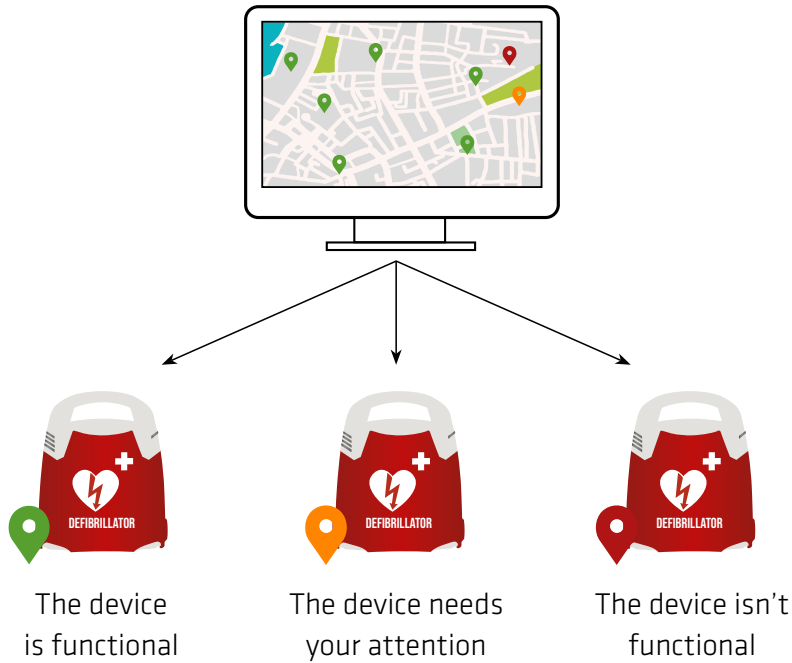 DEFIBRILLATOR
DEFIBRILLATOR
DEFIBRILLATOR
The device
is functional
The device needs
your attention
The device isn't
functional